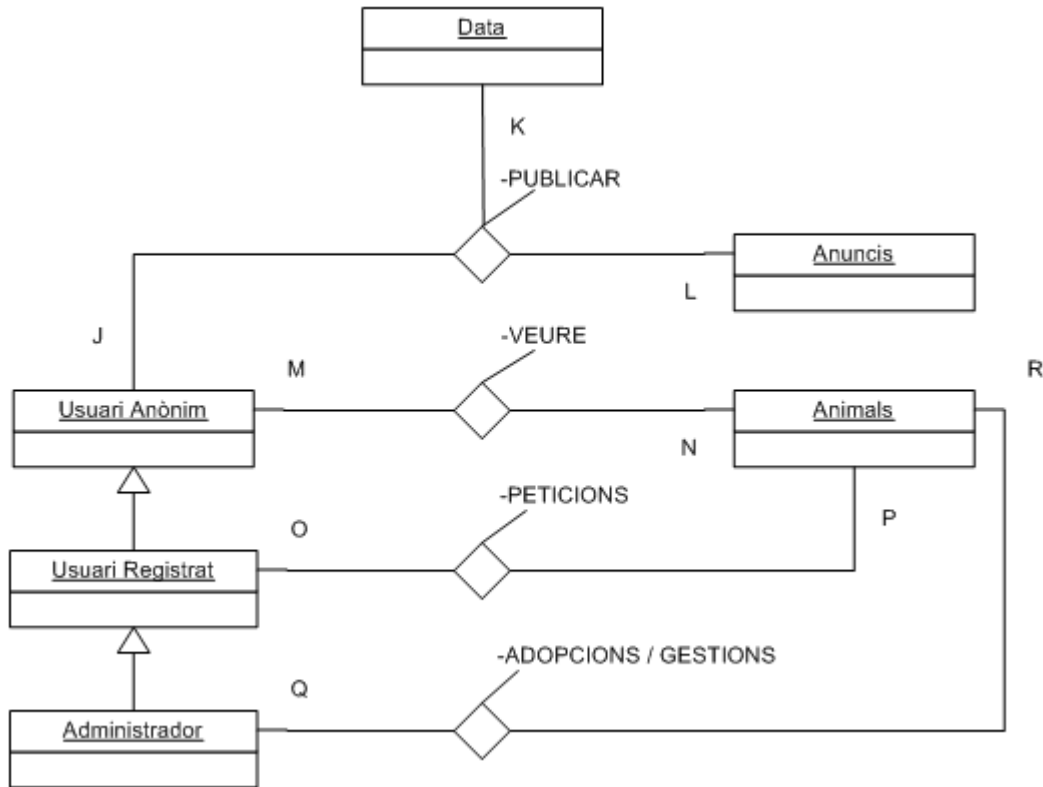 Data
K
-PUBLICAR
Anuncis
L
J
-VEURE
M
R
Usuari Anònim
Animals
N
-PETICIONS
P
O
Usuari Registrat
-ADOPCIONS / GESTIONS
Q
Administrador